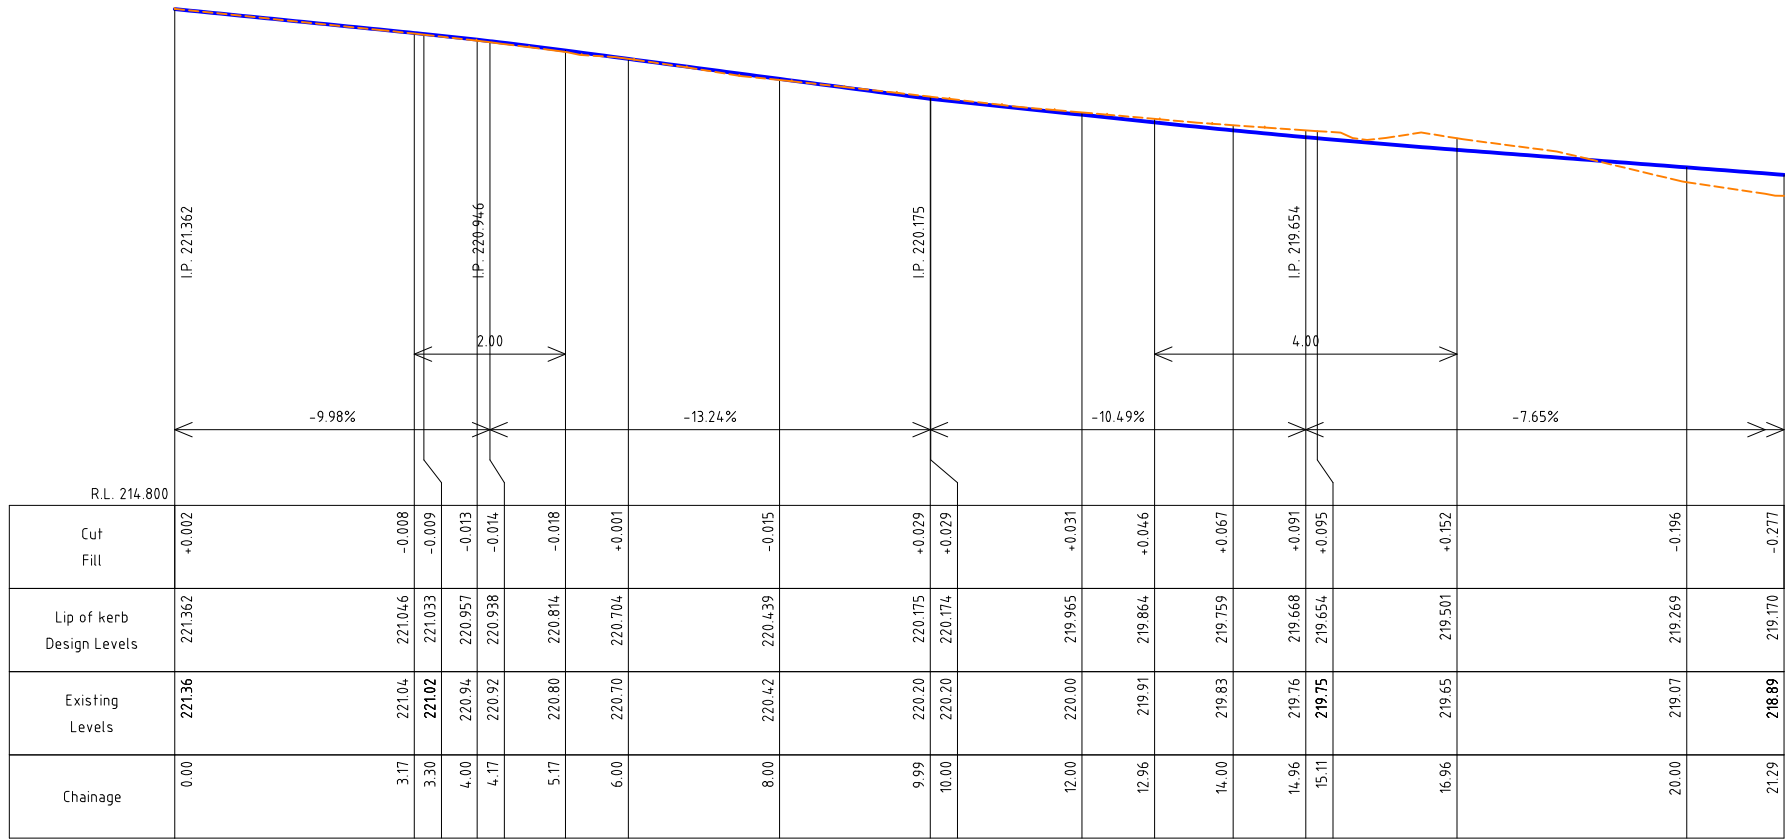 I.P. 221.362
I.P. 220.946
I.P. 220.175
I.P. 219.654
2.00
4.00
-9.98%
-13.24%
-10.49%
-7.65%
R.L. 214.800
Cut
Fill
+0.002 -0.008 -0.009 -0.013 -0.014 -0.018 +0.001 -0.015 +0.029 +0.029 +0.031 +0.046 +0.067 +0.091 +0.095 +0.152 -0.196 -0.277
Lip of kerb
Design Levels
221.362 221.046 221.033 220.957 220.938 220.814 220.704 220.439 220.175 220.174 219.965 219.864 219.759 219.668 219.654 219.501 219.269 219.170
Existing
Levels
221.36 221.04 221.02 220.94 220.92 220.80 220.70 220.42 220.20 220.20 220.00 219.91 219.83 219.76 219.75 219.65 219.07 218.89
Chainage
0.00 3.17 3.30 4.00 4.17 5.17 6.00 8.00 9.99 10.00 12.00 12.96 14.00 14.96 15.11 16.96 20.00 21.29